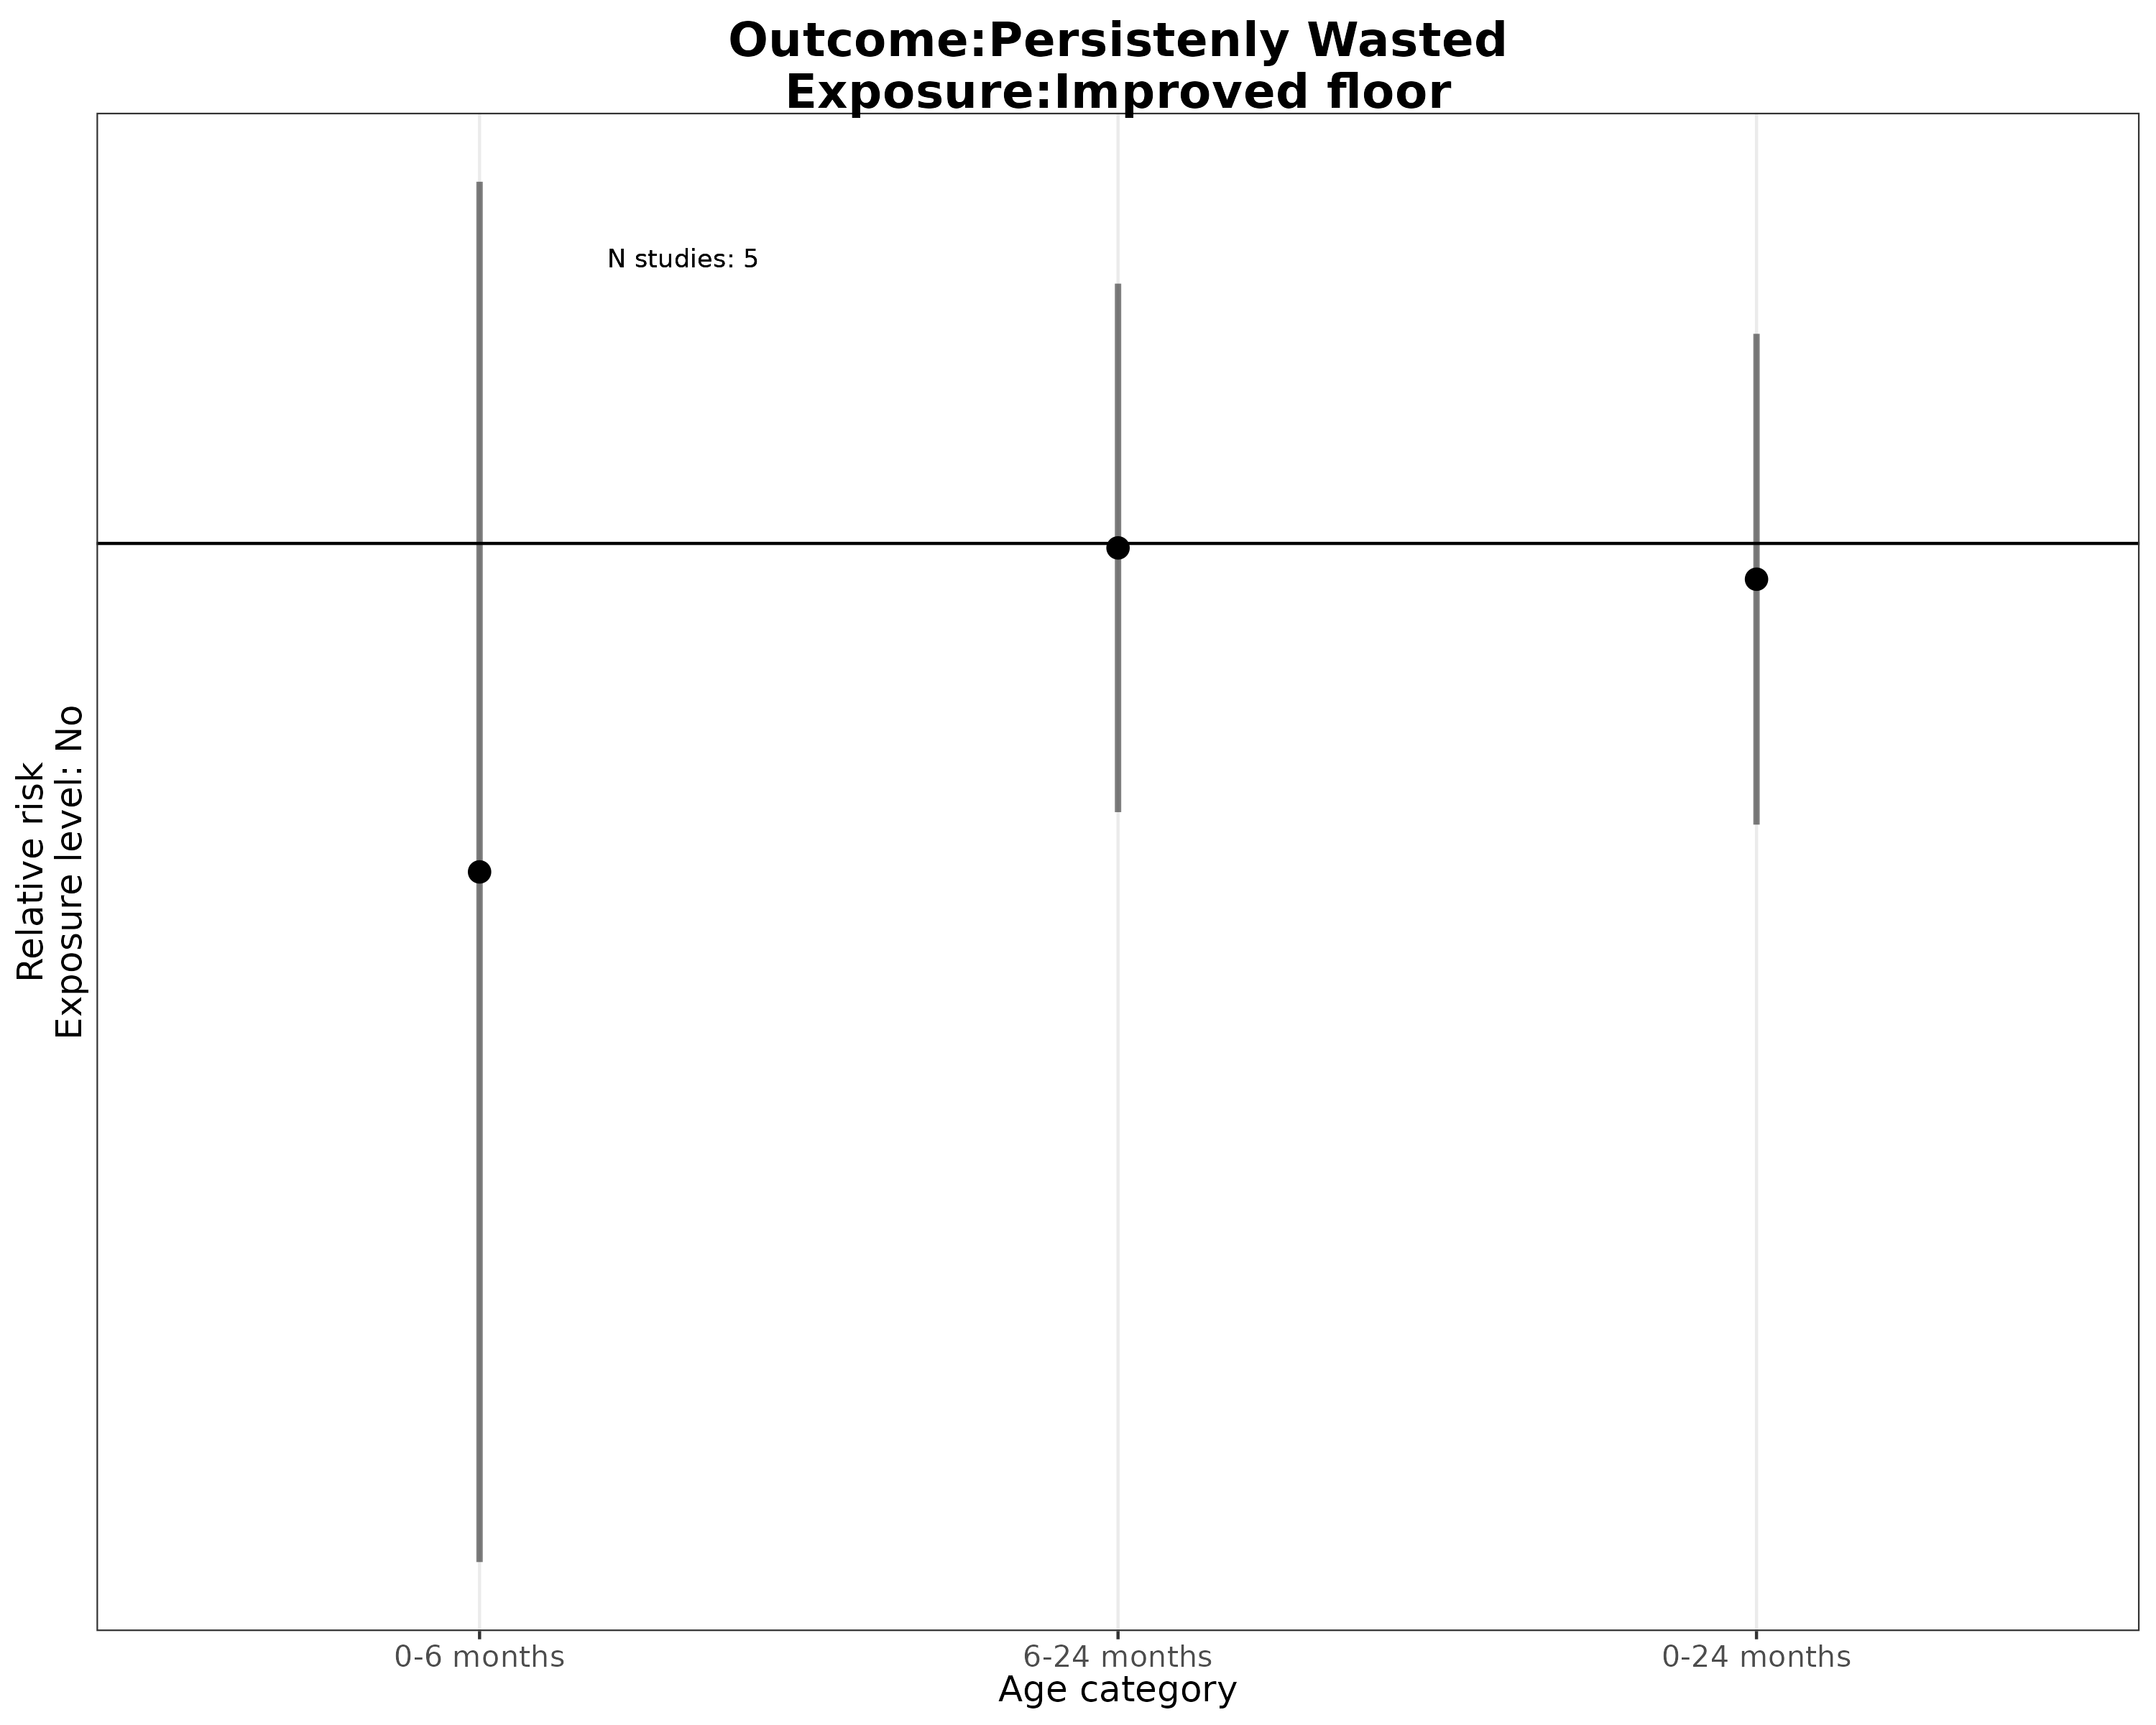 Outcome:Persistenly Wasted
Exposure:Improved floor
N studies: 5
Relative risk
Exposure level: No
0-6 months
6-24 months
0-24 months
Age category